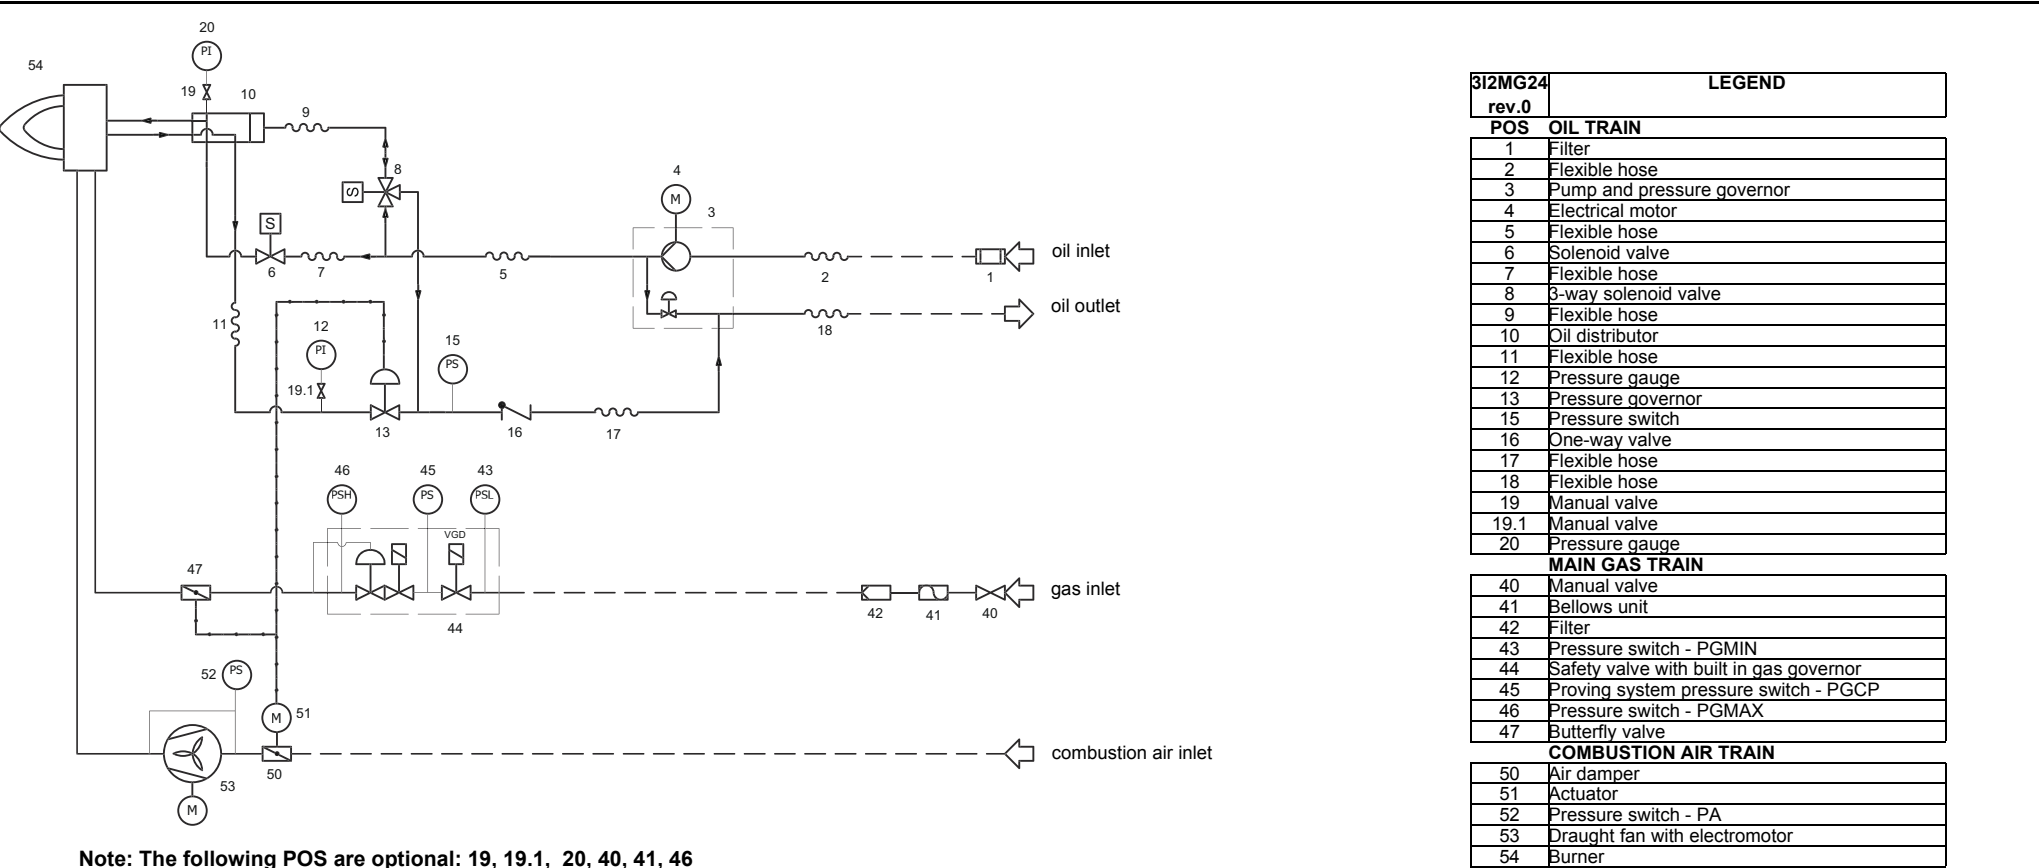 20
PI
54
19
10
9
8
S
4
M
3
S
6
7
5
2
1
oil inlet
oil outlet
18
11
12
PI
19.1
15
PS
13
16
17
46
45
43
PSH
PS
PSL
VGD
47
44
42
41
40
gas inlet
52
PS
M
51
50
53
M
combustion air inlet
Note: The following POS are optional: 19, 19.1, 20, 40, 41, 46
3I2MG24 LEGEND
rev.0
POS OIL TRAIN
1 Filter
2 Flexible hose
3 Pump and pressure governor
4 Electrical motor
5 Flexible hose
6 Solenoid valve
7 Flexible hose
8 3-way solenoid valve
9 Flexible hose
10 Oil distributor
11 Flexible hose
12 Pressure gauge
13 Pressure governor
15 Pressure switch
16 One-way valve
17 Flexible hose
18 Flexible hose
19 Manual valve
19.1 Manual valve
20 Pressure gauge
MAIN GAS TRAIN
40 Manual valve
41 Bellows unit
42 Filter
43 Pressure switch - PGMIN
44 Safety valve with built in gas governor
45 Proving system pressure switch - PGCP
46 Pressure switch - PGMAX
47 Butterfly valve
COMBUSTION AIR TRAIN
50 Air damper
51 Actuator
52 Pressure switch - PA
53 Draught fan with electromotor
54 Burner